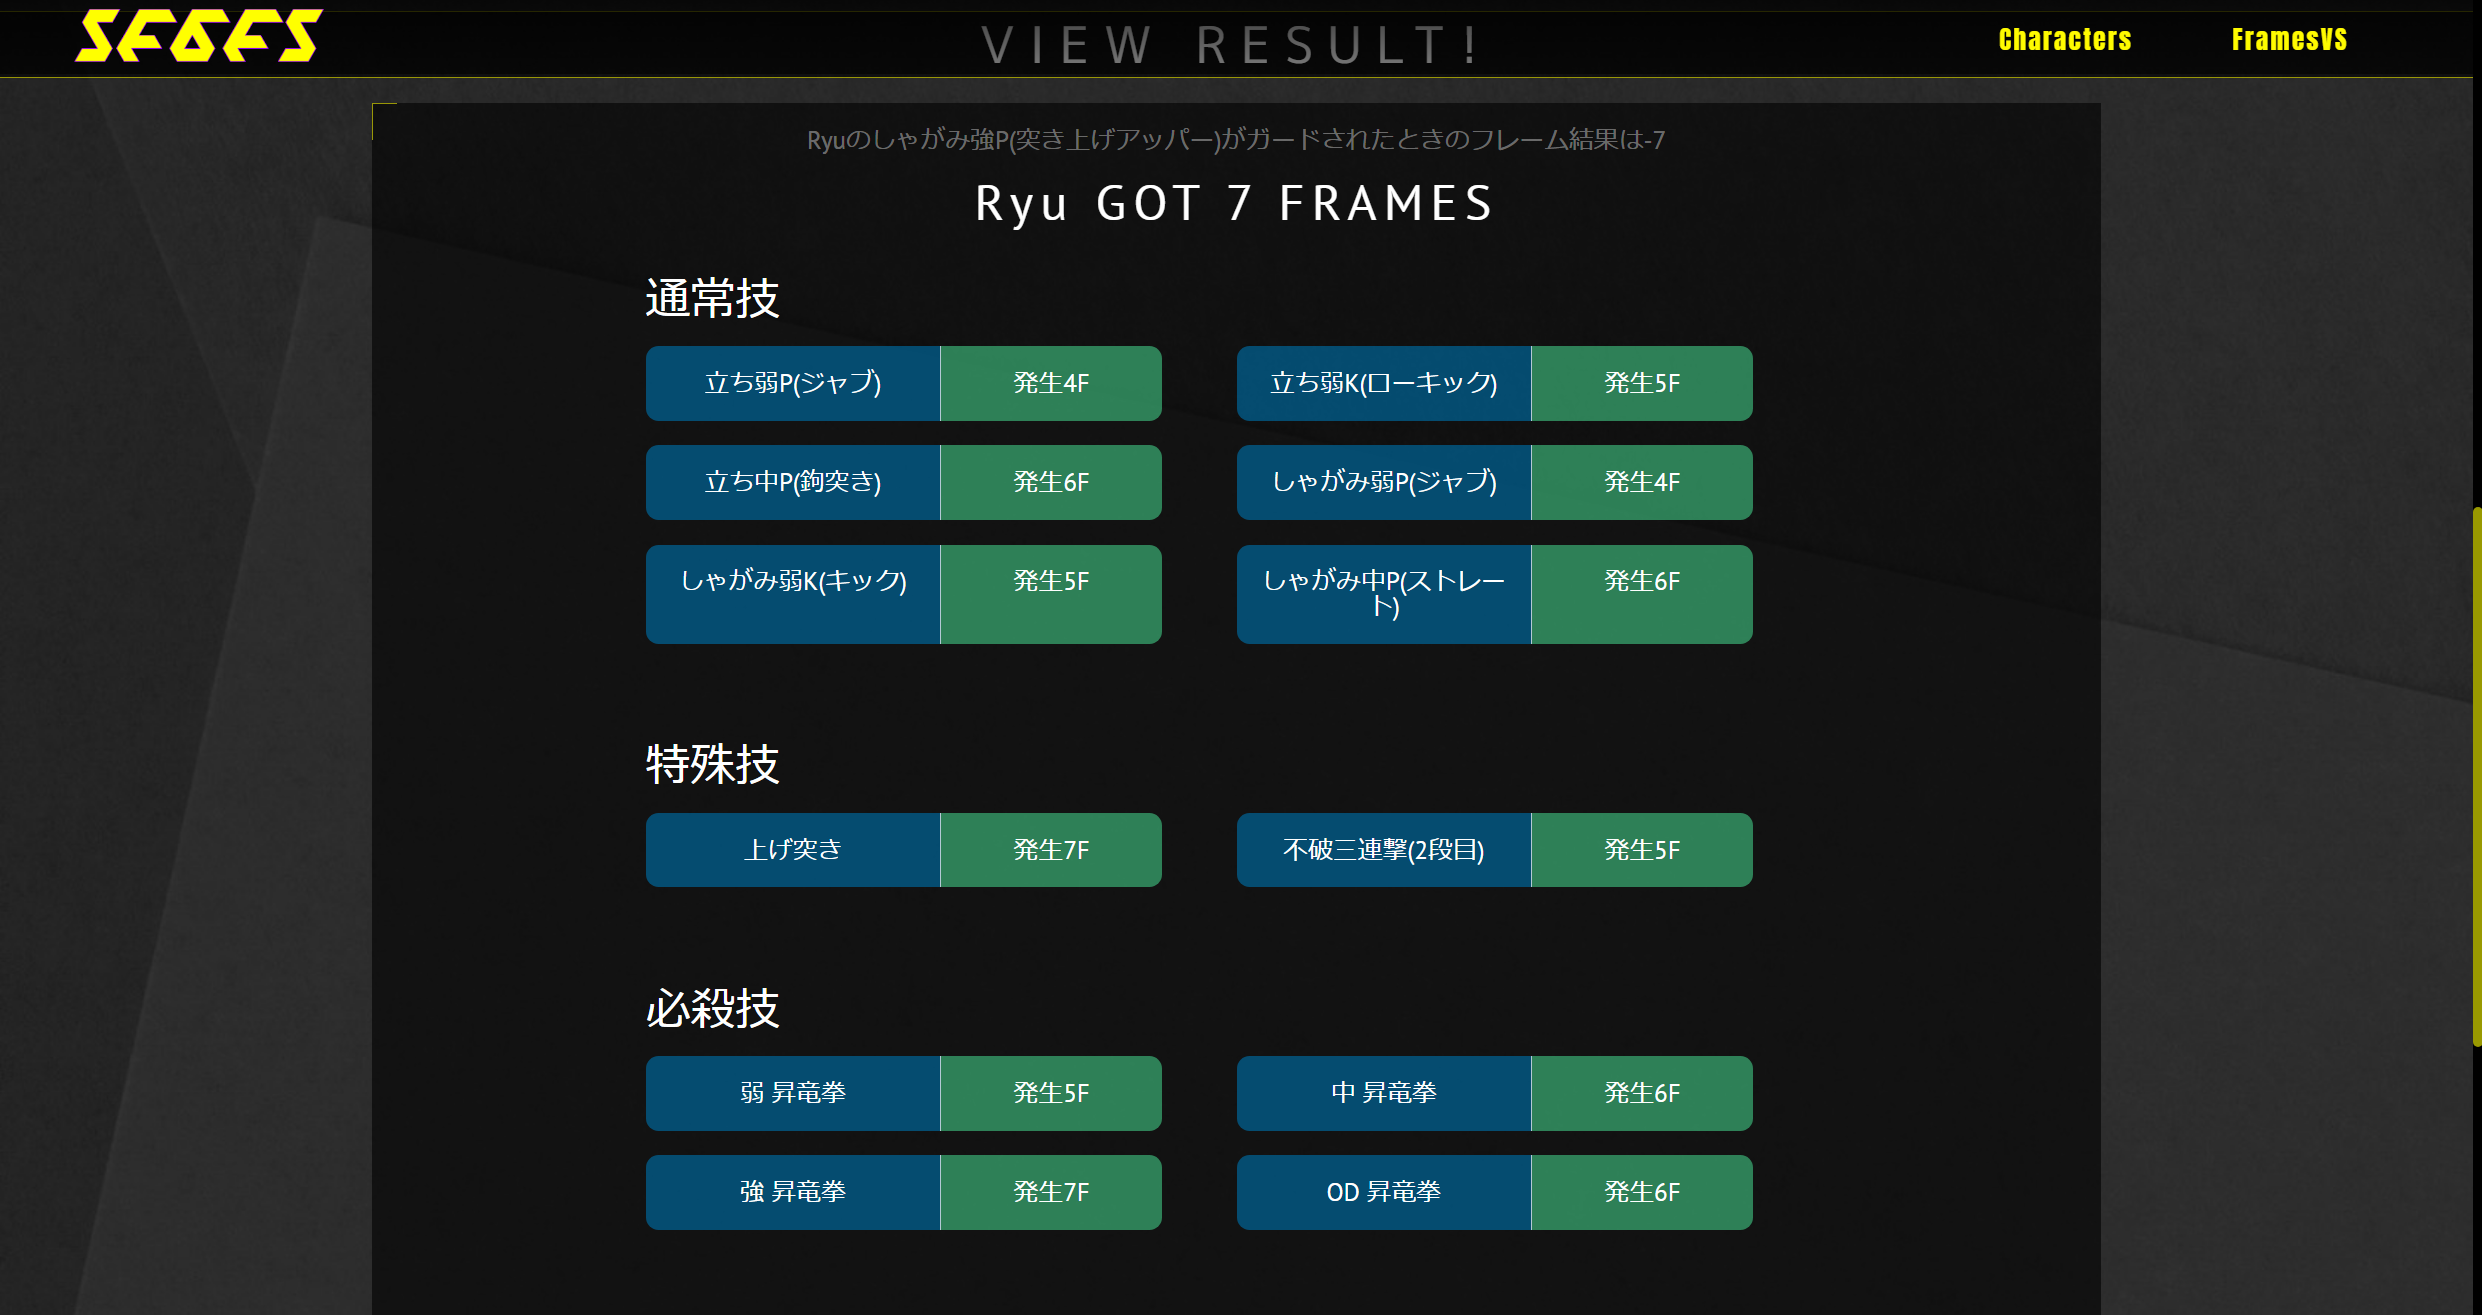 SF6FS
VIEW RESULT!
Characters
FramesVS
Ryuのしゃがみ強P(突き上げアッパー)がガードされたときのフレーム結果は-7
Ryu GOT 7 FRAMES
通常技
立ち弱P(ジャブ) 発生4F
立ち弱K(ローキック) 発生5F
立ち中P(鉤突き) 発生6F
しゃがみ弱P(ジャブ) 発生4F
しゃがみ弱K(キック) 発生5F
しゃがみ中P(ストレー
ト) 発生6F
特殊技
上げ突き 発生7F
不破三連撃(2段目) 発生5F
必殺技
弱 昇竜拳 発生5F
中 昇竜拳 発生6F
強 昇竜拳 発生7F
OD 昇竜拳 発生6F